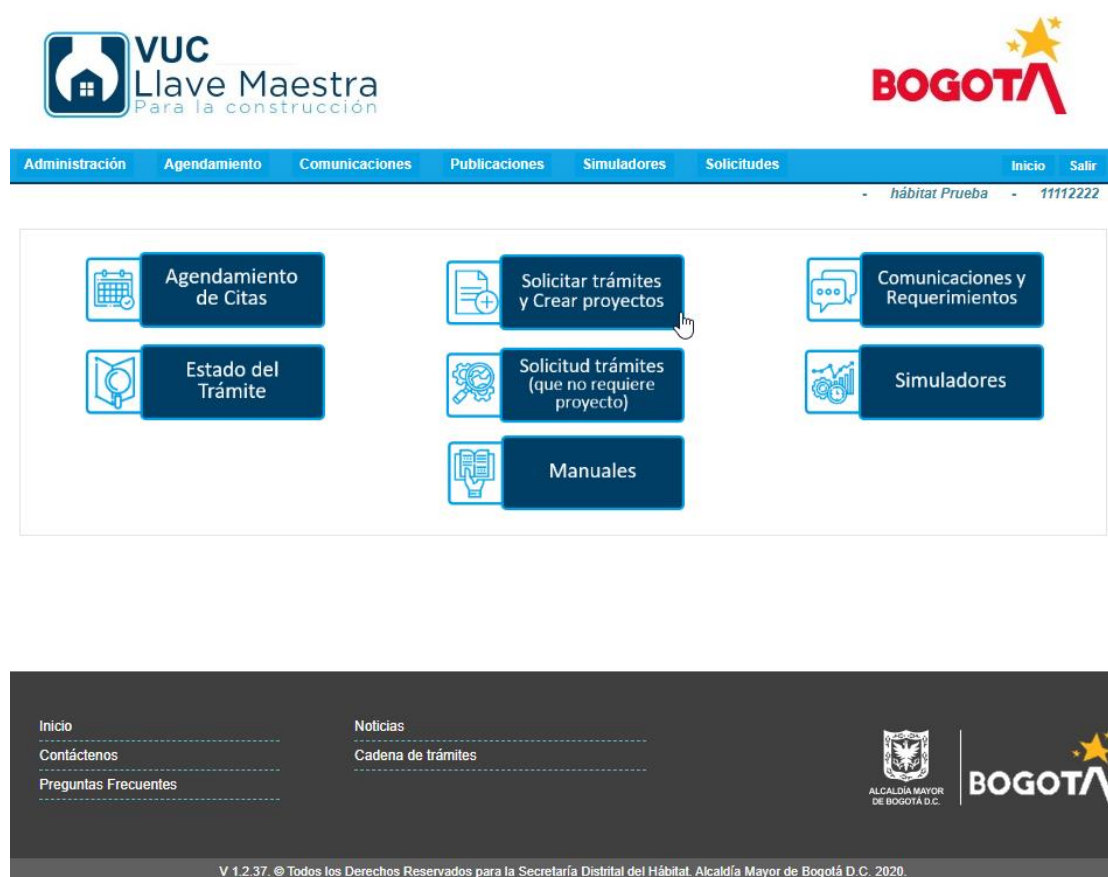 VUC
Llave Maestra
Para la construcción
BOGOTÁ
Administración Agendamiento Comunicaciones Publicaciones Simuladores Solicitudes Inicio Salir
- hábitat Prueba - 11112222
Agendamiento
de Citas
Solicitar trámites
y Crear proyectos
Comunicaciones y
Requerimientos
Estado del
Trámite
Solicitud trámites
(que no requiere
proyecto)
Simuladores
Manuales
Inicio
Contáctenos
Preguntas Frecuentes
Noticias
Cadena de trámites
ALCALDÍA MAYOR
DE BOGOTÁ D.C.
BOGOTÁ
V 1.2.37. © Todos los Derechos Reservados para la Secretaría Distrital del Hábitat. Alcaldía Mayor de Bogotá D.C. 2020.